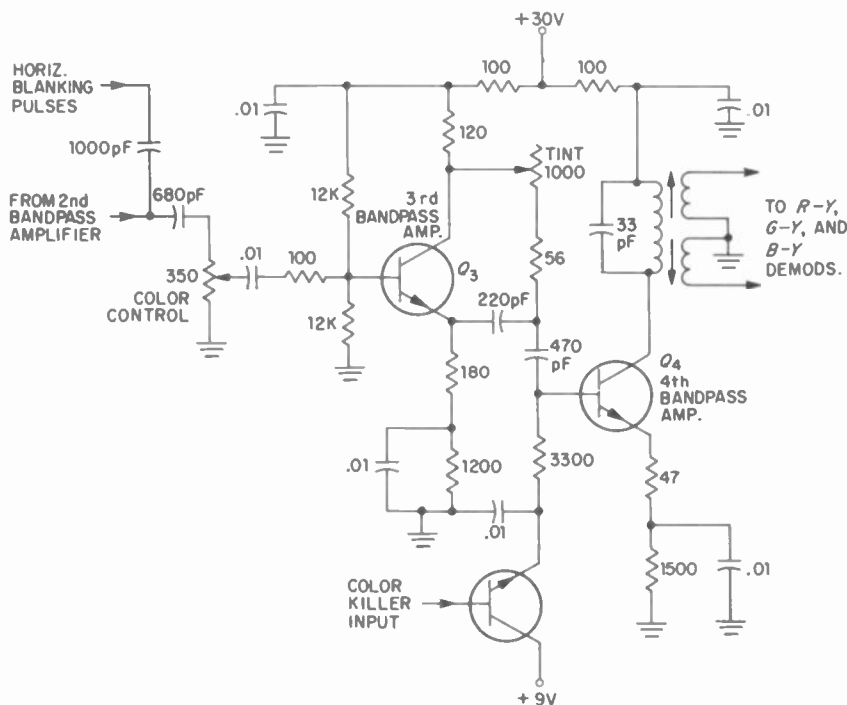 +30V
HORIZ.
BLANKING
PULSES
100
100
.01
.01
120
1000pF
TINT
1000
FROM 2nd
BANDPASS
AMPLIFIER
680pF
12K
3rd
BANDPASS
AMP.
Q3
33
pF
TO R-Y,
G-Y, AND
B-Y
DEMODS.
350
COLOR
CONTROL
.01
100
56
220pF
12K
470
pF
Q4
4th
BANDPASS
AMP.
180
.01
1200
3300
47
.01
1500
.01
COLOR
KILLER
INPUT
+9V